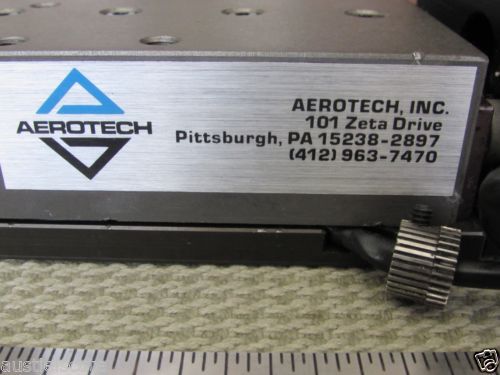 AEROTECH
AEROTECH, INC.
101 Zeta Drive
Pittsburgh, PA 15238-2897
(412) 963-7470